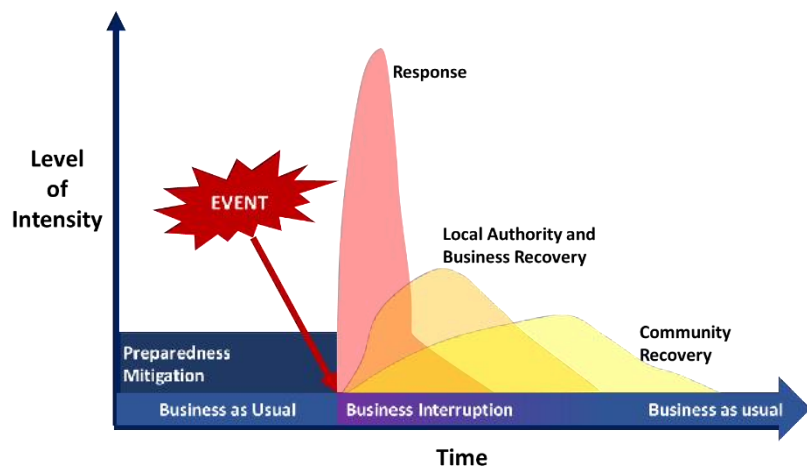 Response
Level
of
Intensity
EVENT
Local Authority and
Business Recovery
Community
Recovery
Preparedness
Mitigation
Business as Usual
Business Interruption
Business as usual
Time